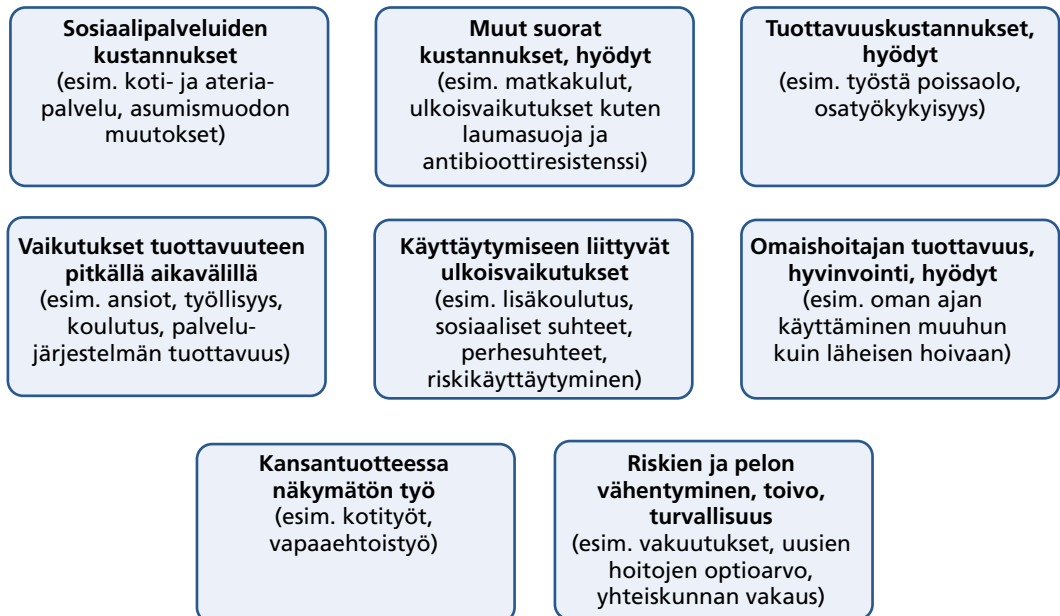 Sosiaalipalveluiden
kustannukset
(esim. koti- ja ateria-
palvelu, asumismuodon
muutokset)
Muut suorat
kustannukset, hyödyt
(esim. matkakulut,
ulkoisvaikutukset kuten
laumasuoja ja
antibioottiresistenssi)
Tuottavuuskustannukset,
hyödyt
(esim. työstä poissaolo,
osatyökykyisyys)
Vaikutukset tuottavuuteen
pitkällä aikavälillä
(esim. ansiot, työllisyys,
koulutus, palvelu-
järjestelmän tuottavuus)
Käyttäytymiseen liittyvät
ulkoisvaikutukset
(esim. lisäkoulutus,
sosiaaliset suhteet,
perhesuhteet,
riskikäyttäytyminen)
Omaishoitajan tuottavuus,
hyvinvointi, hyödyt
(esim. oman ajan
käyttäminen muuhun
kuin läheisen hoivaan)
Kansantuotteessa
näkymätön työ
(esim. kotityöt,
vapaaehtoistyö)
Riskien ja pelon
vähentyminen, toivo,
turvallisuus
(esim. vakuutukset, uusien
hoitojen optioarvo,
yhteiskunnan vakaus)